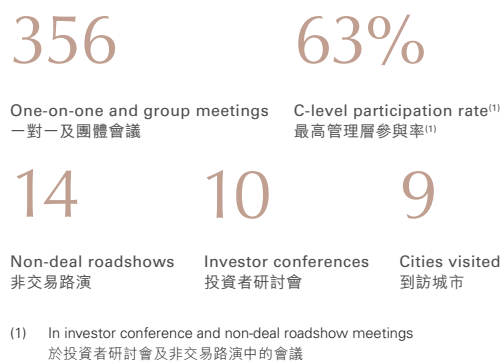 356
63%
One-on-one and group meetings
一對一及團體會議
C-level participation rate(1)
最高管理層參與率(1)
14
10
9
Non-deal roadshows
非交易路演
Investor conferences
投資者研討會
Cities visited
到訪城市
(1) In investor conference and non-deal roadshow meetings
於投資者研討會及非交易路演中的會議